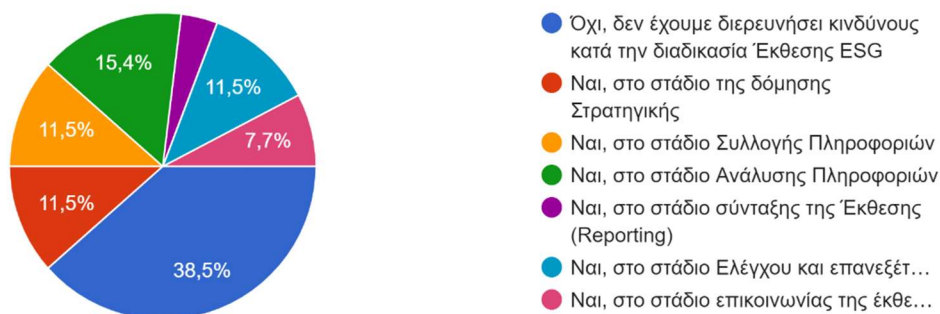 15,4%
11,5%
11,5%
7,7%
11,5%
38,5%
Όχι, δεν έχουμε διερευνήσει κινδύνους
κατά την διαδικασία Έκθεσης ESG
Ναι, στο στάδιο της δόμησης
Στρατηγικής
Ναι, στο στάδιο Συλλογής Πληροφοριών
Ναι, στο στάδιο Ανάλυσης Πληροφοριών
Ναι, στο στάδιο σύνταξης της Έκθεσης
(Reporting)
Ναι, στο στάδιο Ελέγχου και επανεξέτ…
Ναι, στο στάδιο επικοινωνίας της έκθε…